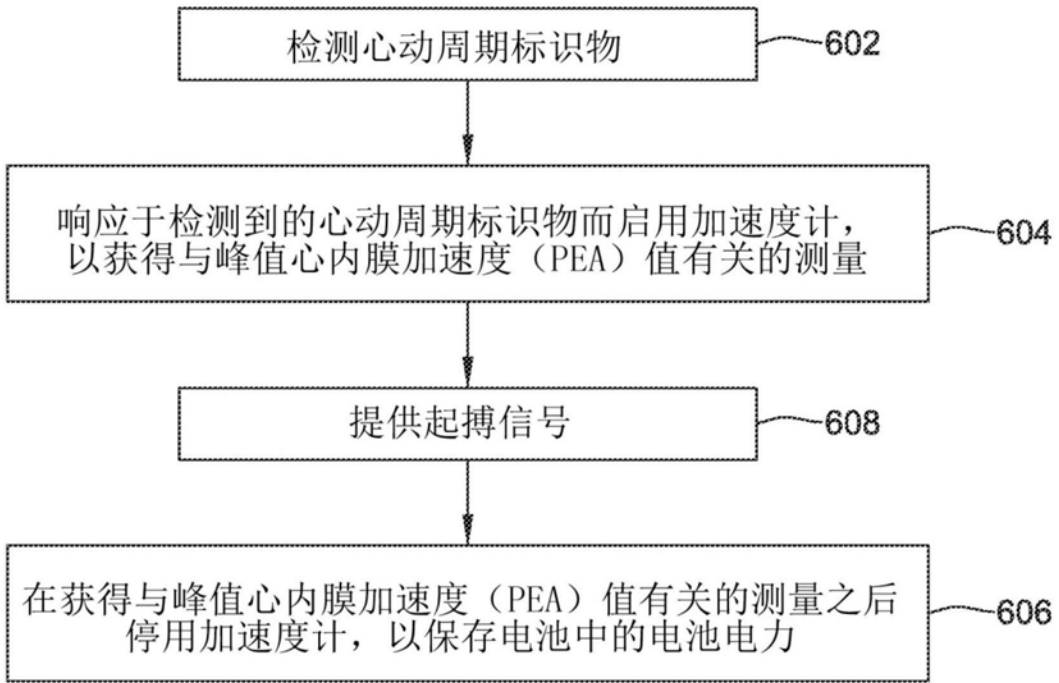 检测心动周期标识物
602
响应于检测到的心动周期标识物而启用加速度计，
以获得与峰值心内膜加速度（PEA）值有关的测量
604
提供起搏信号
608
在获得与峰值心内膜加速度（PEA）值有关的测量之后
停用加速度计，以保存电池中的电池电力
606